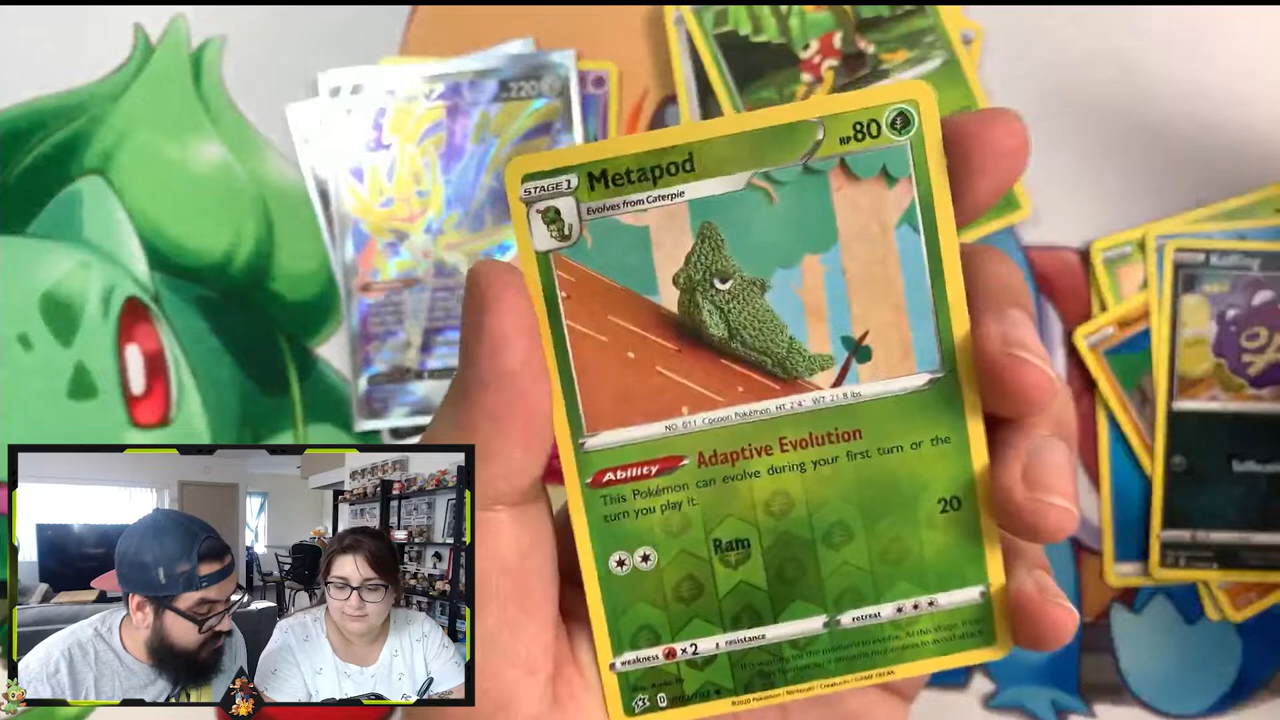 220
HP 80
STAGE 1
Metapod
Evolves from Caterpie
NO. 011 Cocoon Pokémon HT: 2'4" WT: 21.8 lbs
Ability Adaptive Evolution
This Pokémon can evolve during your first turn or the
turn you play it.
Ram 20
weakness ×2 resistance retreat
©2020 Pokémon / Nintendo / Creatures / GAME FREAK